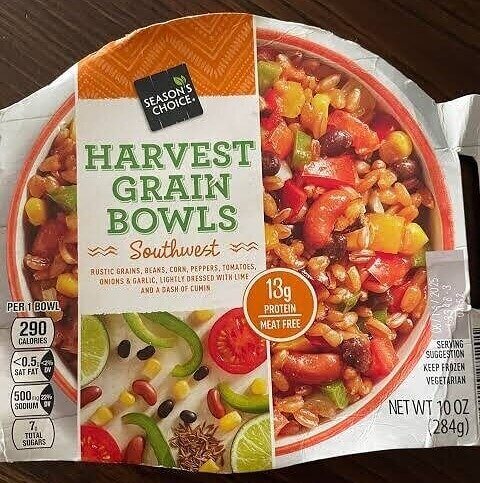 SEASON'S
CHOICE®
HARVEST
GRAIN
BOWLS
Southwest
RUSTIC GRAINS, BEANS, CORN, PEPPERS, TOMATOES,
ONIONS & GARLIC, LIGHTLY DRESSED WITH LIME
AND A DASH OF CUMIN
13g
PROTEIN
MEAT FREE
PER 1 BOWL
290
CALORIES
<0.5g
SAT FAT
<2%
DV
500mg
SODIUM
22%
DV
7g
TOTAL
SUGARS
SERVING
SUGGESTION
KEEP FROZEN
VEGETARIAN
NET WT 10 OZ
(284g)